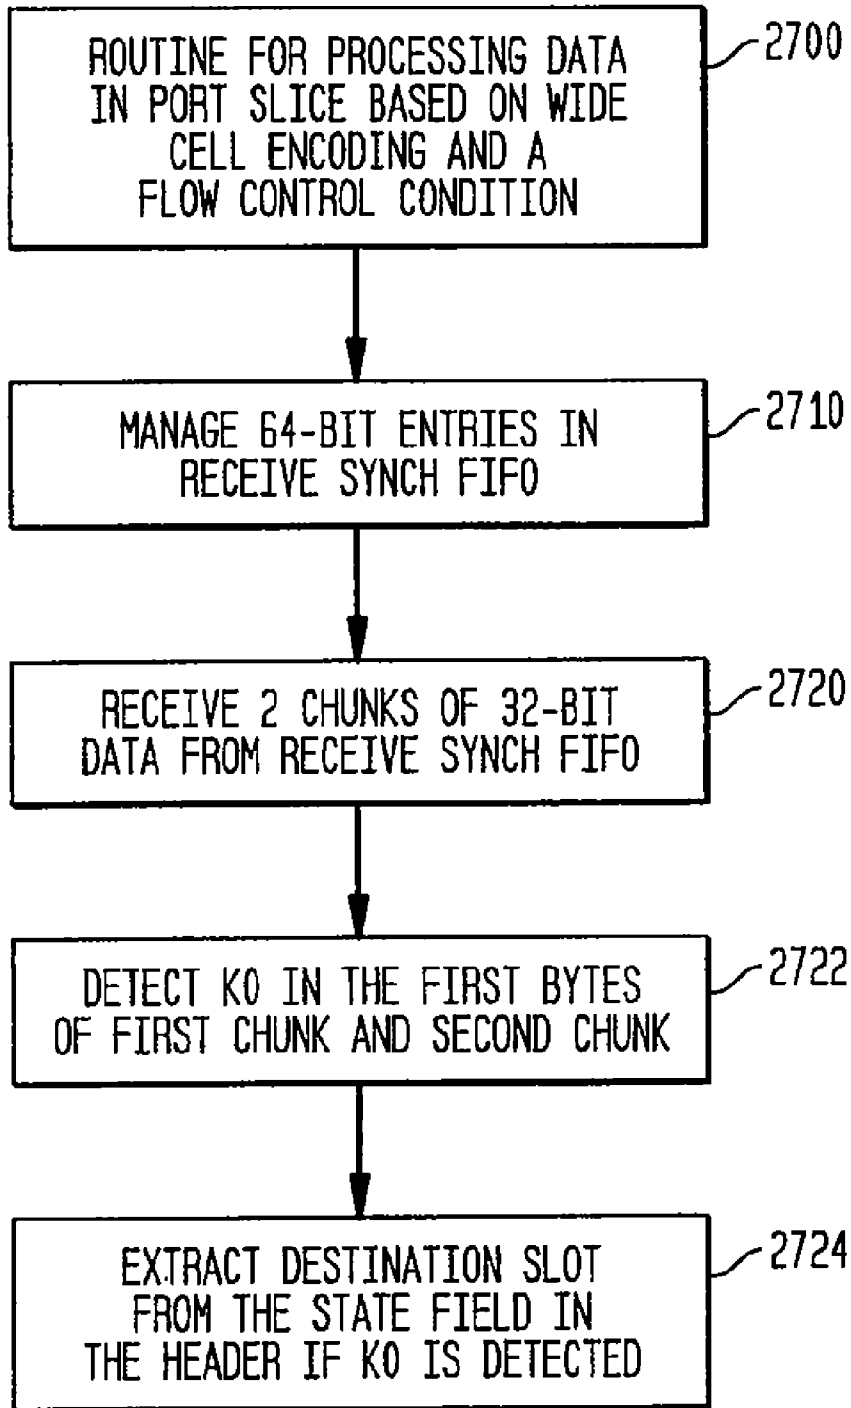 ROUTINE FOR PROCESSING DATA
IN PORT SLICE BASED ON WIDE
CELL ENCODING AND A
FLOW CONTROL CONDITION
2700
MANAGE 64-BIT ENTRIES IN
RECEIVE SYNCH FIFO
2710
RECEIVE 2 CHUNKS OF 32-BIT
DATA FROM RECEIVE SYNCH FIFO
2720
DETECT K0 IN THE FIRST BYTES
OF FIRST CHUNK AND SECOND CHUNK
2722
EXTRACT DESTINATION SLOT
FROM THE STATE FIELD IN
THE HEADER IF K0 IS DETECTED
2724